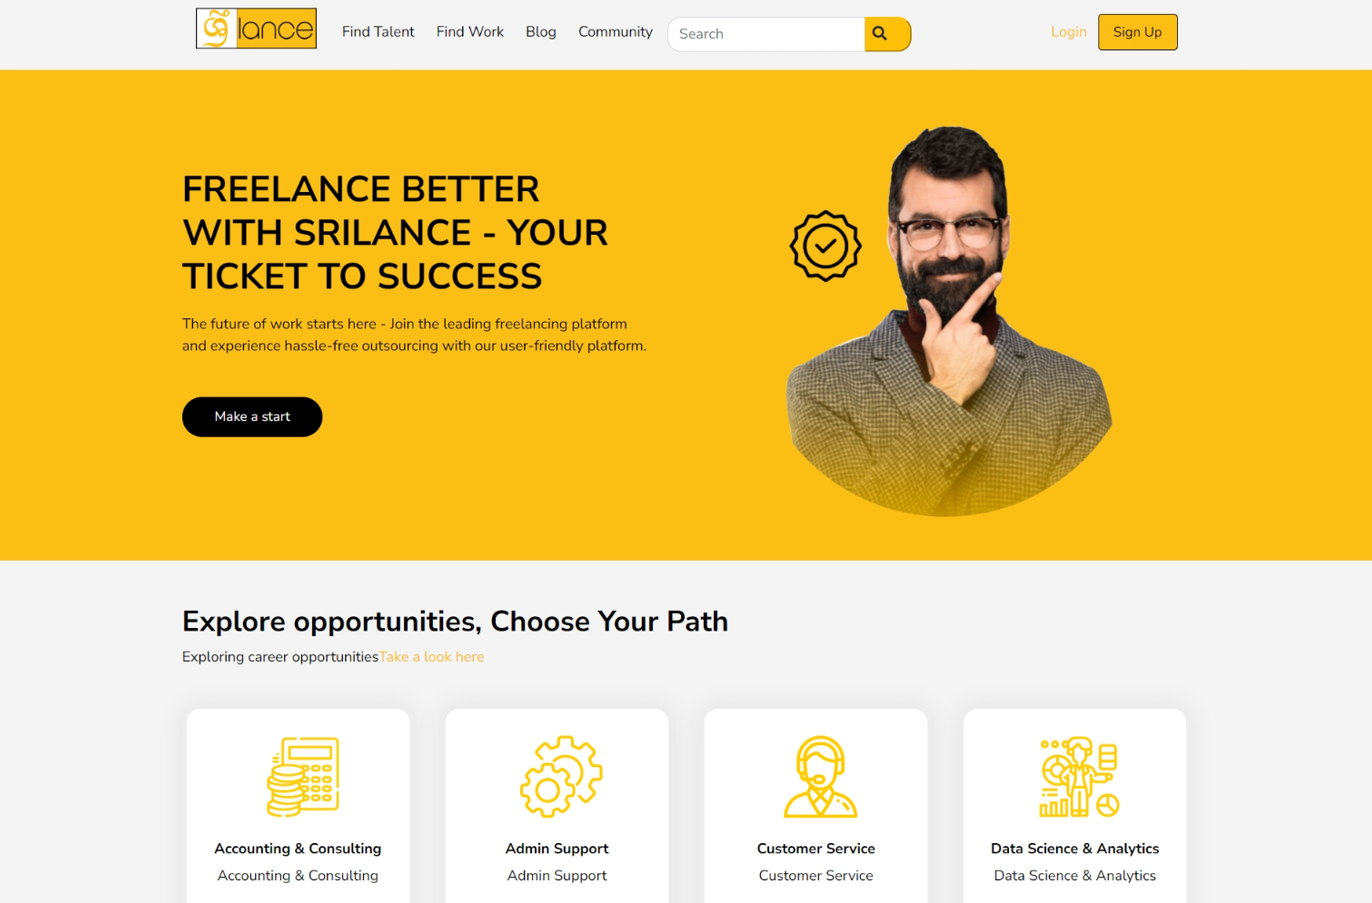 ශ්‍රීlance
Find Talent
Find Work
Blog
Community
Search
Login
Sign Up
FREELANCE BETTER
WITH SRILANCE - YOUR
TICKET TO SUCCESS
The future of work starts here - Join the leading freelancing platform
and experience hassle-free outsourcing with our user-friendly platform.
Make a start
Explore opportunities, Choose Your Path
Exploring career opportunitiesTake a look here
Accounting & Consulting
Accounting & Consulting
Admin Support
Admin Support
Customer Service
Customer Service
Data Science & Analytics
Data Science & Analytics